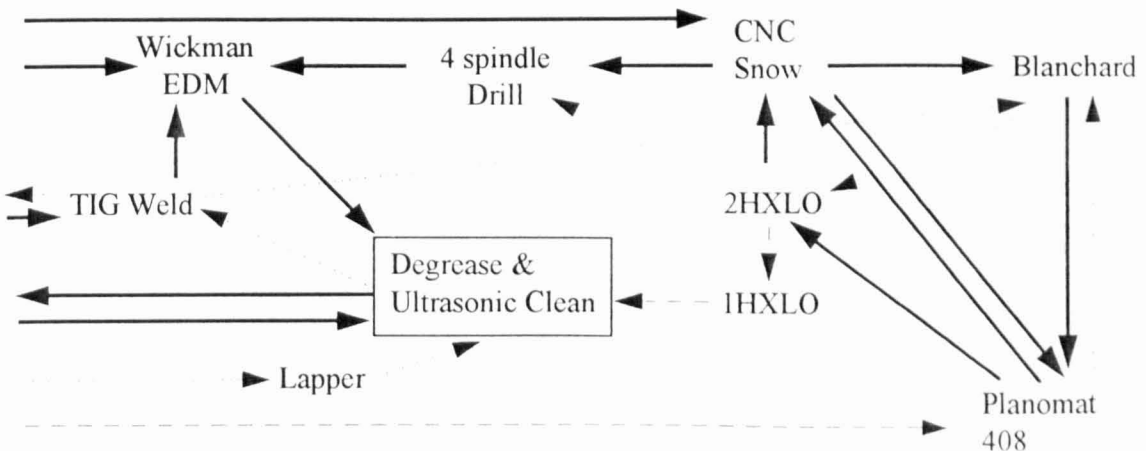 CNC
Snow
Wickman
EDM
4 spindle
Drill
Blanchard
TIG Weld
2HXLO
Degrease &
Ultrasonic Clean
1HXLO
Lapper
Planomat
408